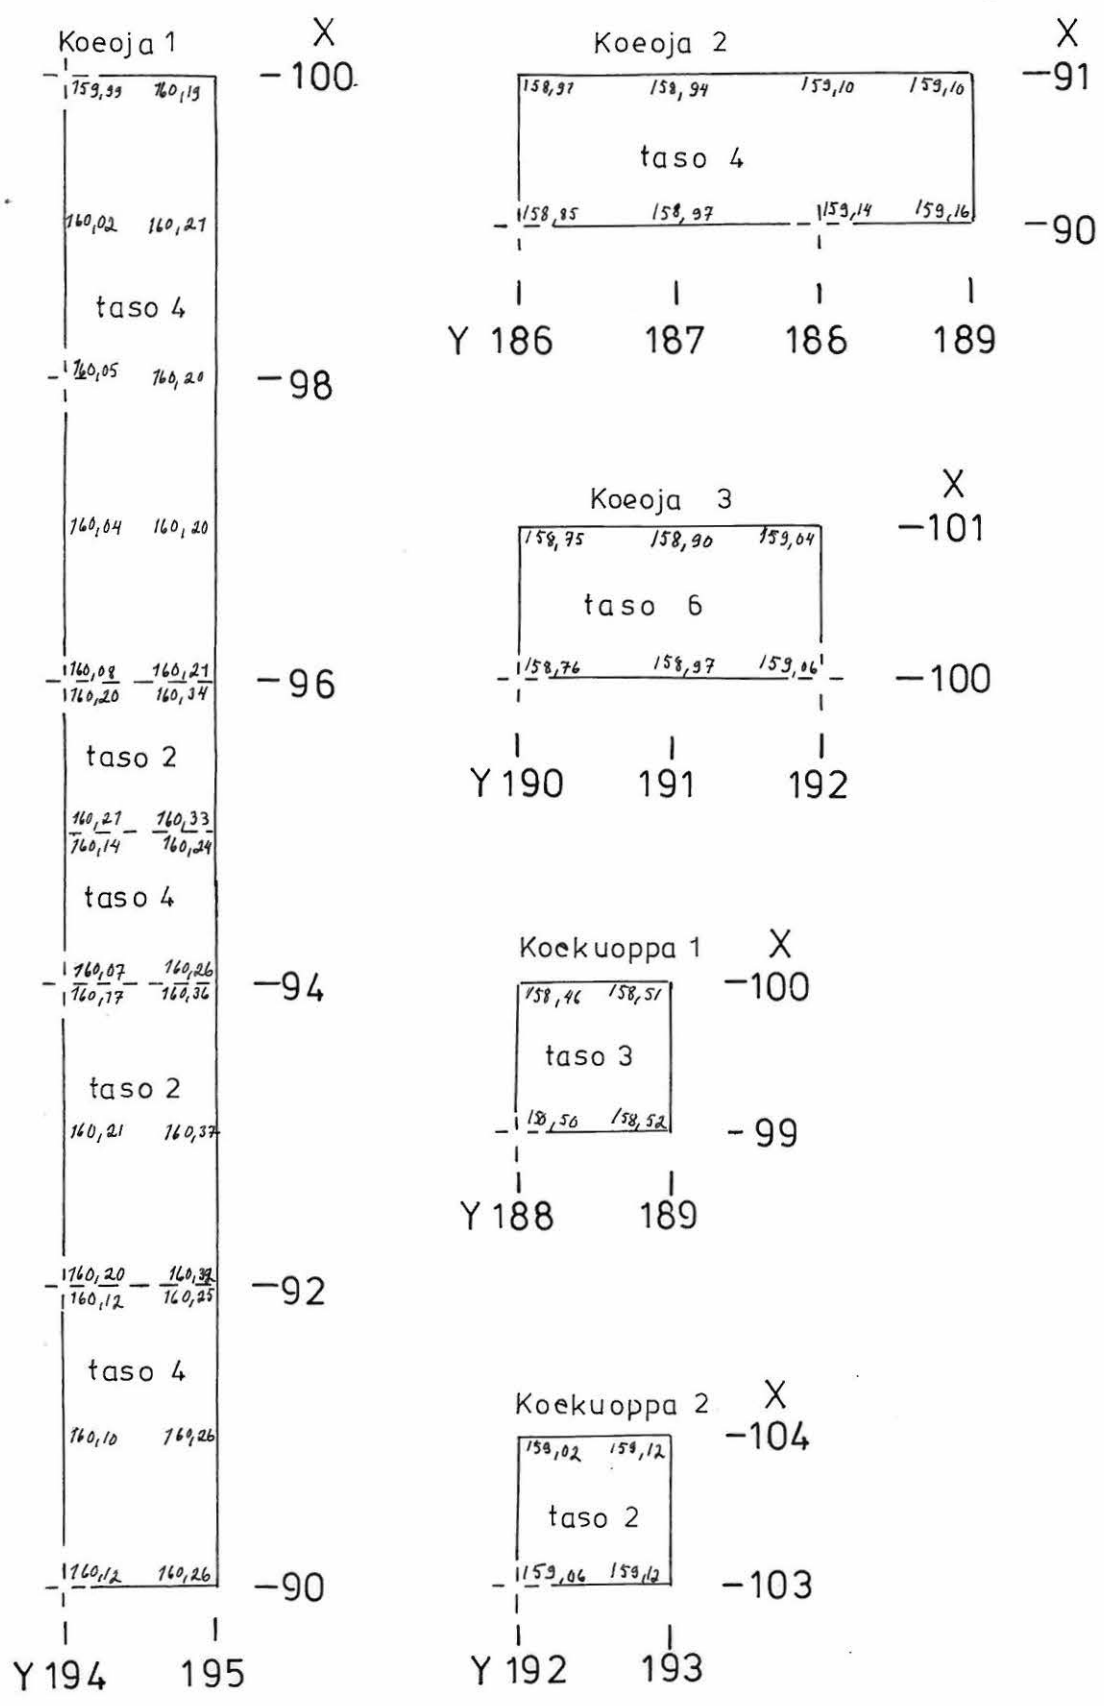 Koeoja 1
X
159,99 160,19 -100
160,02 160,21
taso 4
160,05 160,20 -98
160,04 160,20
160,08 160,21 -96
160,20 160,34
taso 2
160,21 160,33
160,14 160,24
taso 4
160,07 160,26 -94
160,17 160,36
taso 2
160,21 160,37
160,20 -92
160,12 160,25
taso 4
160,10 160,26
160,12 160,26 -90
Y 194 195
Koeoja 2
X
158,97 158,94 159,10 159,10 -91
taso 4
158,85 158,97 159,14 159,16 -90
Y 186 187 188 189
Koeoja 3
X
158,75 158,90 159,04 -101
taso 6
158,76 158,97 159,06 -100
Y 190 191 192
Koekuoppa 1
X
158,46 158,51 -100
taso 3
158,52 -99
Y 188 189
Koekuoppa 2
X
159,02 159,12 -104
taso 2
159,06 159,12 -103
Y 192 193